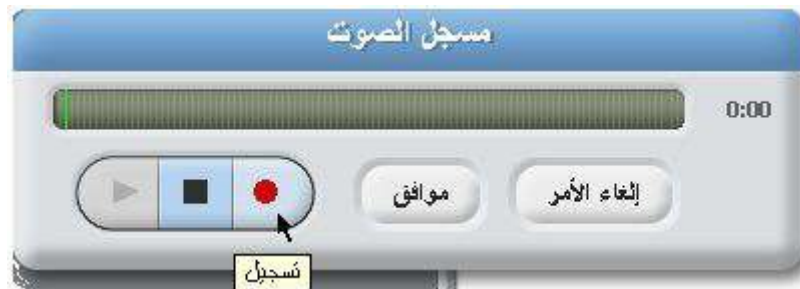 مسجل الصوت
0:00
موافق
إلغاء الأمر
تسجيل